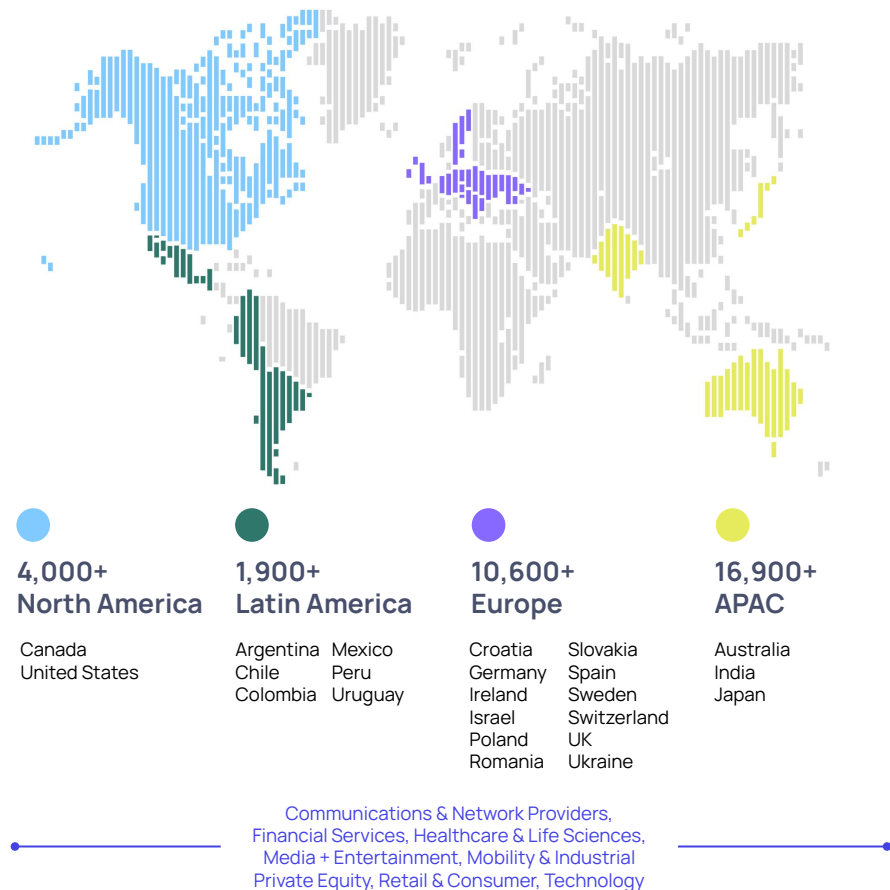 4,000+
North America
Canada
United States
1,900+
Latin America
Argentina
Chile
Colombia
Mexico
Peru
Uruguay
10,600+
Europe
Croatia
Germany
Ireland
Israel
Poland
Romania
Slovakia
Spain
Sweden
Switzerland
UK
Ukraine
16,900+
APAC
Australia
India
Japan
Communications & Network Providers,
Financial Services, Healthcare & Life Sciences,
Media + Entertainment, Mobility & Industrial
Private Equity, Retail & Consumer, Technology